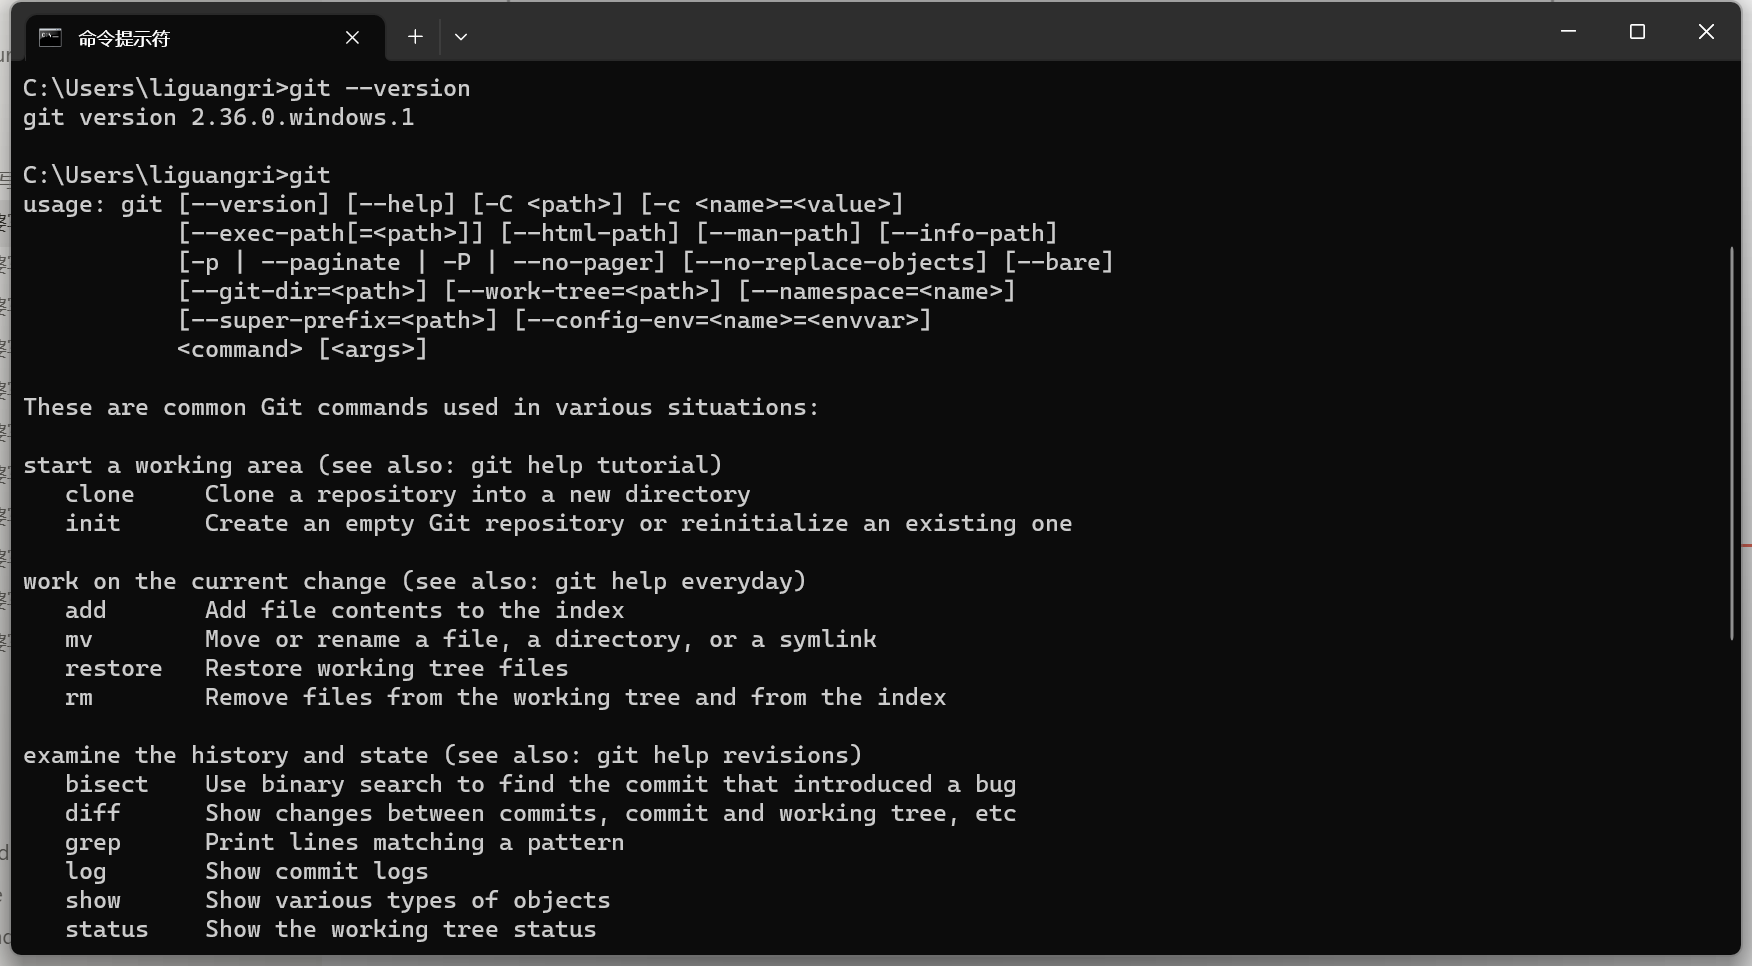 命令提示符
C:\Users\liguangri>git --version
git version 2.36.0.windows.1
C:\Users\liguangri>git
usage: git [--version] [--help] [-C <path>] [-c <name>=<value>]
           [--exec-path[=<path>]] [--html-path] [--man-path] [--info-path]
           [-p | --paginate | -P | --no-pager] [--no-replace-objects] [--bare]
           [--git-dir=<path>] [--work-tree=<path>] [--namespace=<name>]
           [--super-prefix=<path>] [--config-env=<name>=<envvar>]
           <command> [<args>]
These are common Git commands used in various situations:
start a working area (see also: git help tutorial)
   clone     Clone a repository into a new directory
   init      Create an empty Git repository or reinitialize an existing one
work on the current change (see also: git help everyday)
   add       Add file contents to the index
   mv        Move or rename a file, a directory, or a symlink
   restore   Restore working tree files
   rm        Remove files from the working tree and from the index
examine the history and state (see also: git help revisions)
   bisect    Use binary search to find the commit that introduced a bug
   diff      Show changes between commits, commit and working tree, etc
   grep      Print lines matching a pattern
   log       Show commit logs
   show      Show various types of objects
   status    Show the working tree status